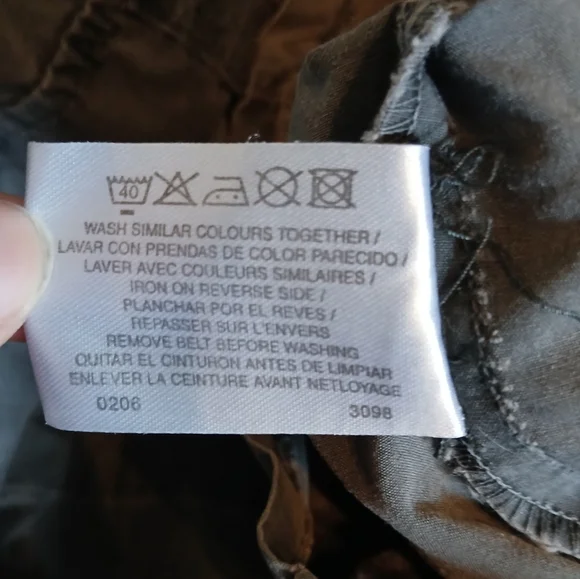 40
WASH SIMILAR COLOURS TOGETHER /
LAVAR CON PRENDAS DE COLOR PARECIDO /
LAVER AVEC COULEURS SIMILAIRES /
IRON ON REVERSE SIDE /
PLANCHAR POR EL REVES /
REPASSER SUR L'ENVERS
REMOVE BELT BEFORE WASHING
QUITAR EL CINTURON ANTES DE LIMPIAR
ENLEVER LA CEINTURE AVANT NETLOYAGE
0206 3098